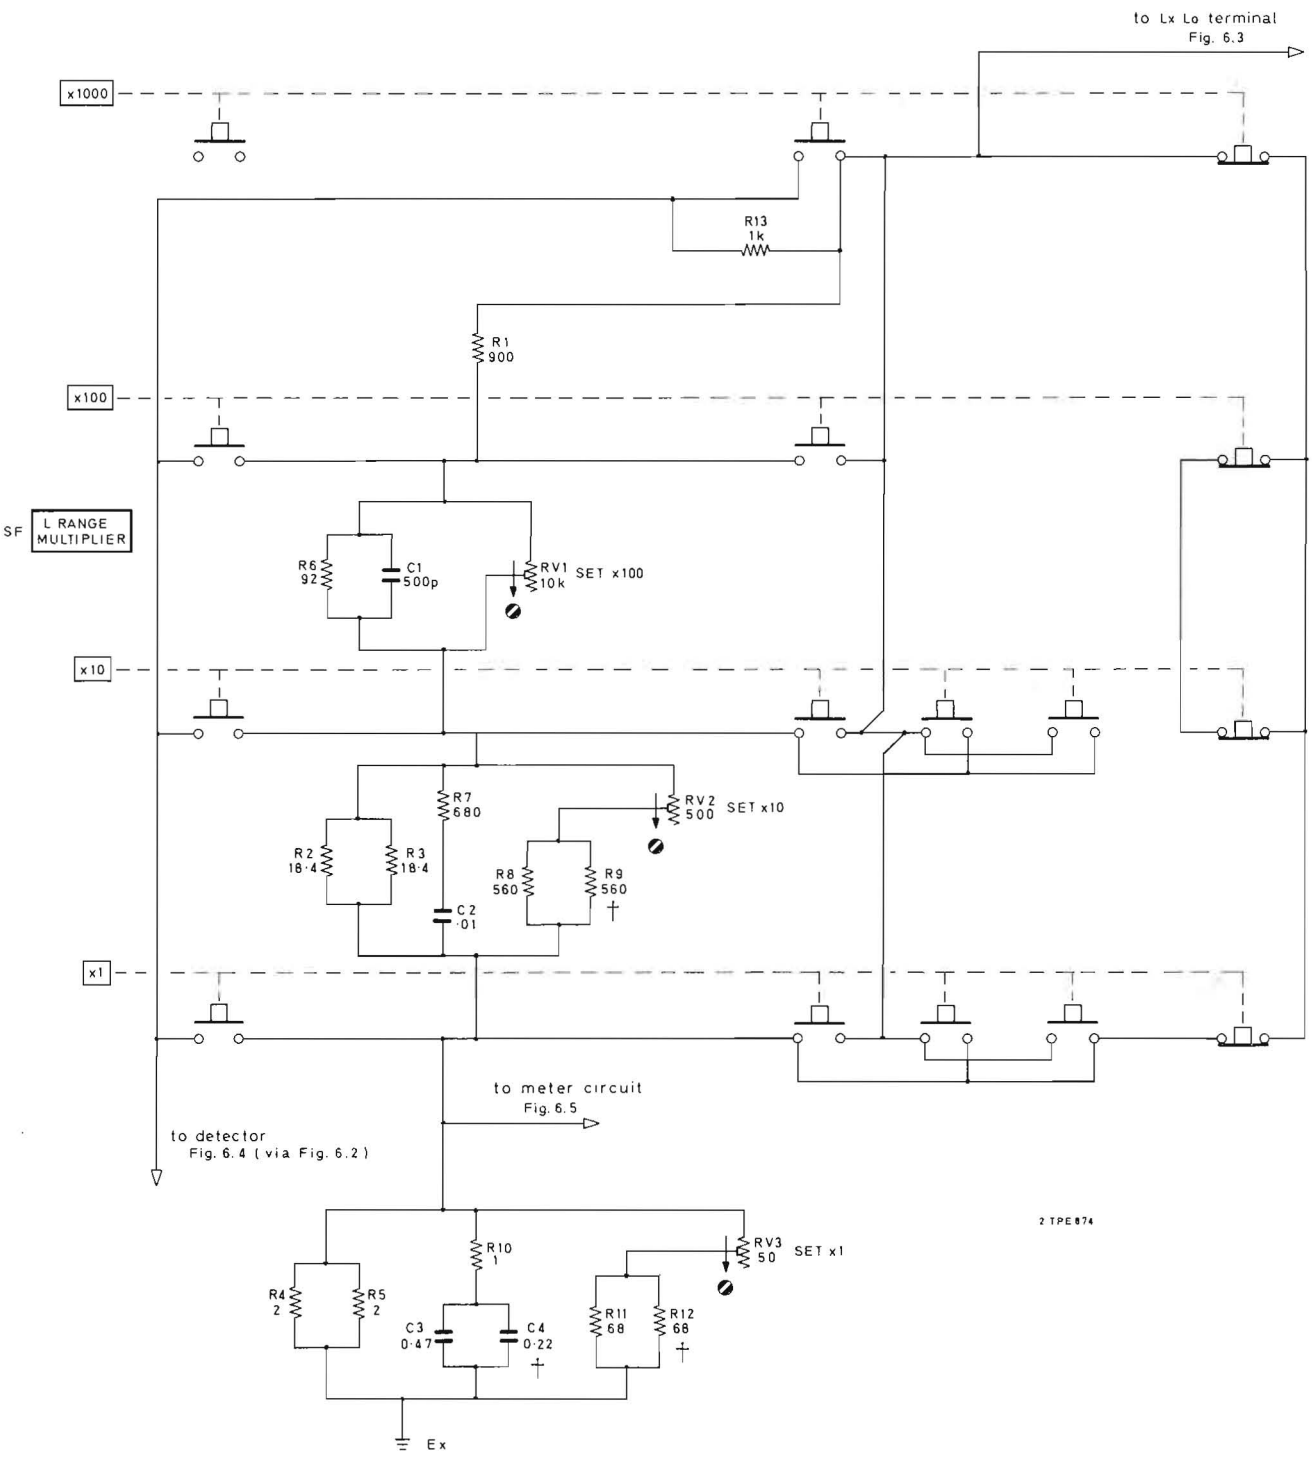 to Lx Lo terminal
Fig. 6.3
x1000
R13
1k
R1
900
x100
SF
L RANGE
MULTIPLIER
R6
92
C1
500p
RV1
10k
SET x100
x10
R7
680
RV2
500
SET x10
R2
18·4
R3
18·4
R8
560
R9
560
†
C2
·01
x1
to meter circuit
Fig. 6.5
to detector
Fig. 6.4 ( via Fig. 6.2 )
2 TPE 874
R10
1
RV3
50
SET x1
R4
2
R5
2
C3
0·47
C4
0·22
†
R11
68
R12
68
†
Ex